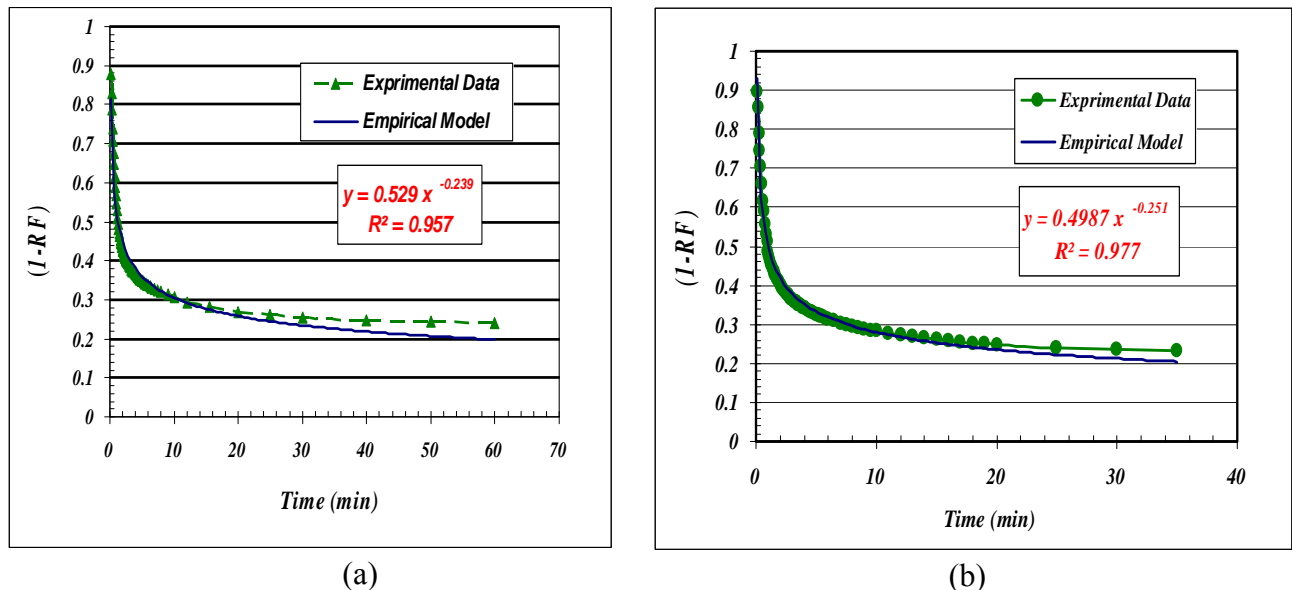 1
0.9
0.8
0.7
0.6
0.5
0.4
0.3
0.2
0.1
0
(1-RF)
Exprimental Data
Empirical Model
y = 0.529 x -0.239
R² = 0.957
0 10 20 30 40 50 60 70
Time (min)
(a)
1
0.9
0.8
0.7
0.6
0.5
0.4
0.3
0.2
0.1
0
(1-RF)
Exprimental Data
Empirical Model
y = 0.4987 x -0.251
R² = 0.977
0 10 20 30 40
Time (min)
(b)